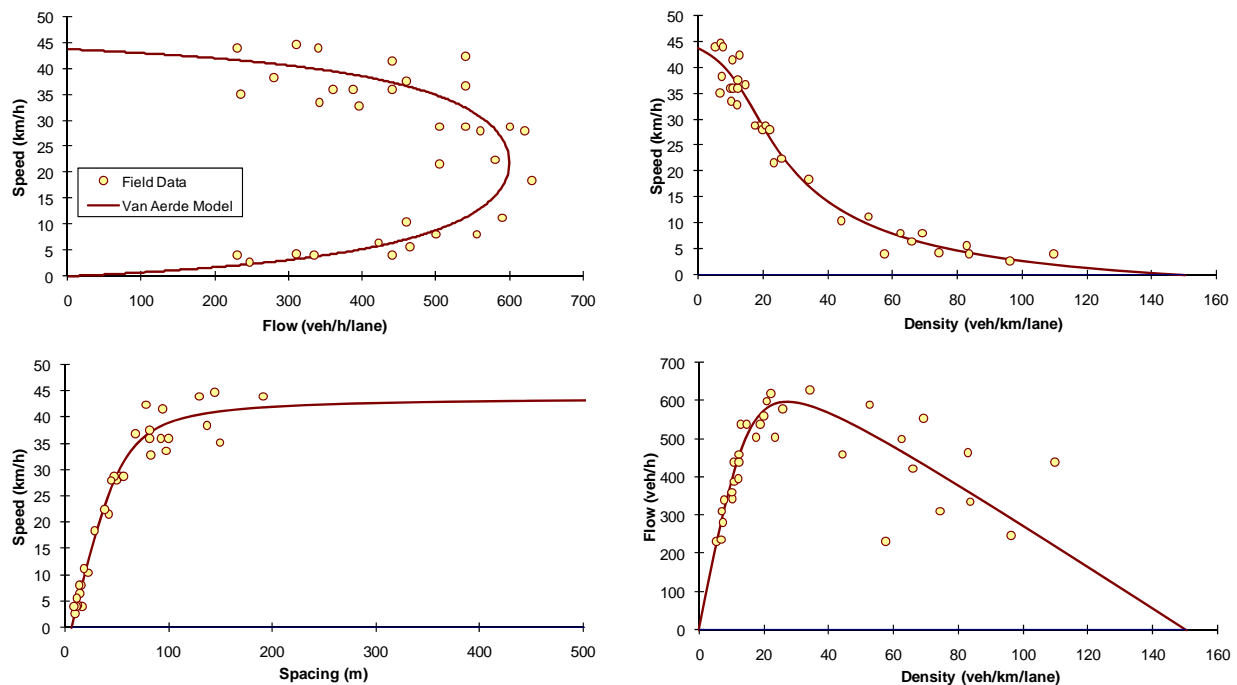 50
45
40
35
30
25
20
15
10
5
0
Speed (km/h)
Field Data
Van Aerde Model
0 100 200 300 400 500 600 700
Flow (veh/h/lane)
50
45
40
35
30
25
20
15
10
5
0
Speed (km/h)
0 20 40 60 80 100 120 140 160
Density (veh/km/lane)
50
45
40
35
30
25
20
15
10
5
0
Speed (km/h)
0 100 200 300 400 500
Spacing (m)
700
600
500
400
300
200
100
0
Flow (veh/h)
0 20 40 60 80 100 120 140 160
Density (veh/km/lane)